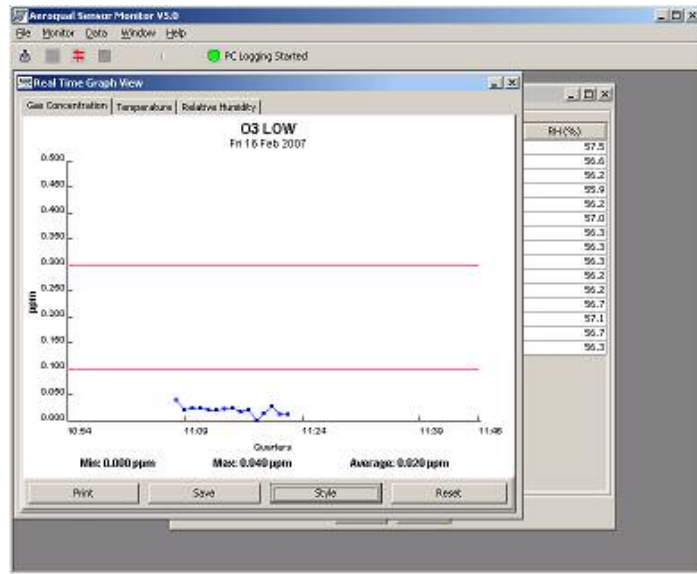 Aeroqual Sensor Monitor V5.0
File Monitor Data Window Help
PC Logging Started
Real Time Graph View
Gas Concentration Temperature Relative Humidity
O3 LOW
Fri 16 Feb 2007
0.500
0.450
0.400
0.350
0.300
0.250
0.200
0.150
0.100
0.050
0.000
ppm
10:54 11:09 11:24 11:39 11:46
Quarters
Min: 0.000 ppm Max: 0.040 ppm Average: 0.020 ppm
Print Save Style Reset
RH (%)
57.5
56.6
56.2
55.9
56.2
57.0
56.3
56.3
56.3
56.2
56.2
56.7
57.1
56.7
56.3